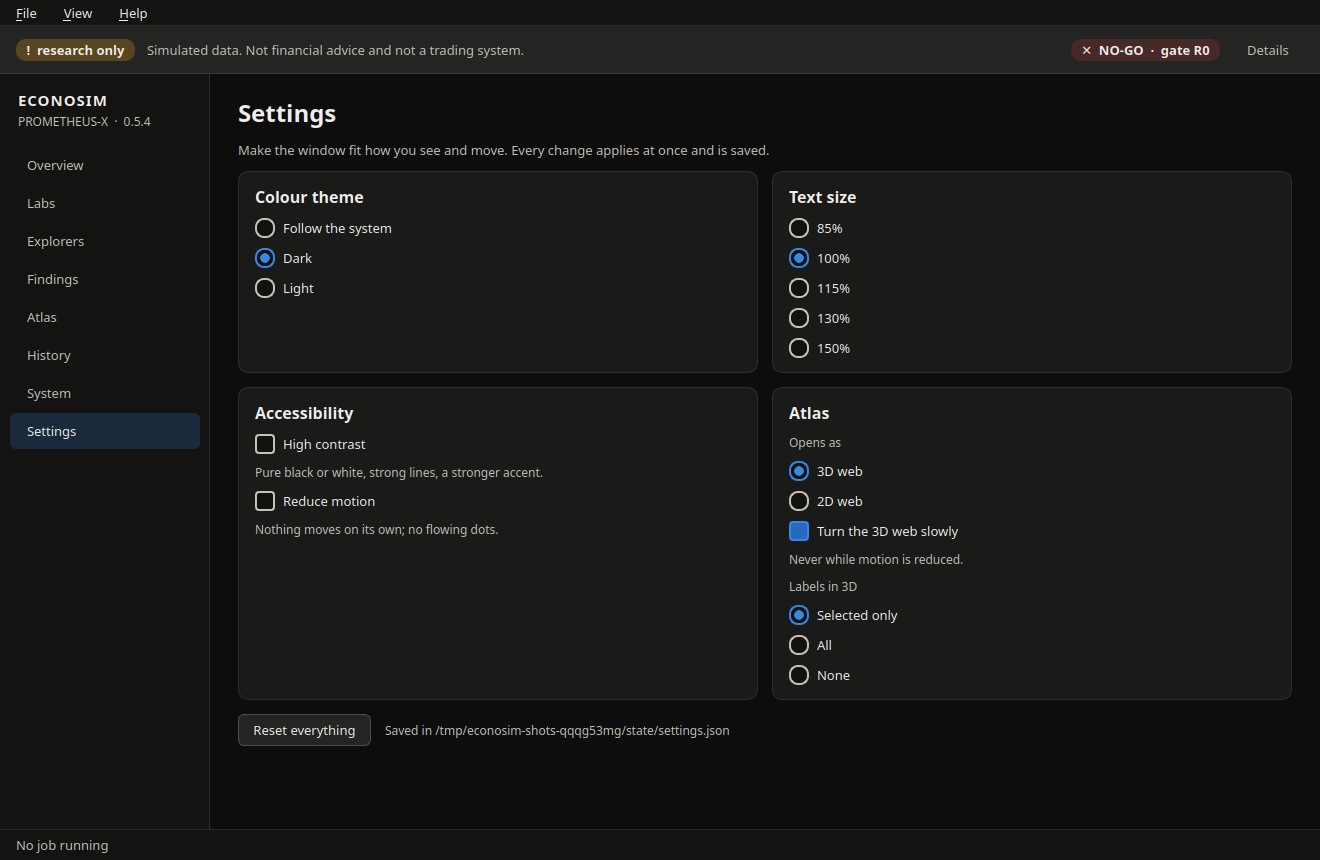 File View Help
! research only Simulated data. Not financial advice and not a trading system. ✕ NO-GO · gate R0 Details
ECONOSIM
PROMETHEUS-X · 0.5.4
Overview
Labs
Explorers
Findings
Atlas
History
System
Settings
Settings
Make the window fit how you see and move. Every change applies at once and is saved.
Colour theme
Follow the system
Dark
Light
Text size
85%
100%
115%
130%
150%
Accessibility
High contrast
Pure black or white, strong lines, a stronger accent.
Reduce motion
Nothing moves on its own; no flowing dots.
Atlas
Opens as
3D web
2D web
Turn the 3D web slowly
Never while motion is reduced.
Labels in 3D
Selected only
All
None
Reset everything Saved in /tmp/econosim-shots-qqqg53mg/state/settings.json
No job running